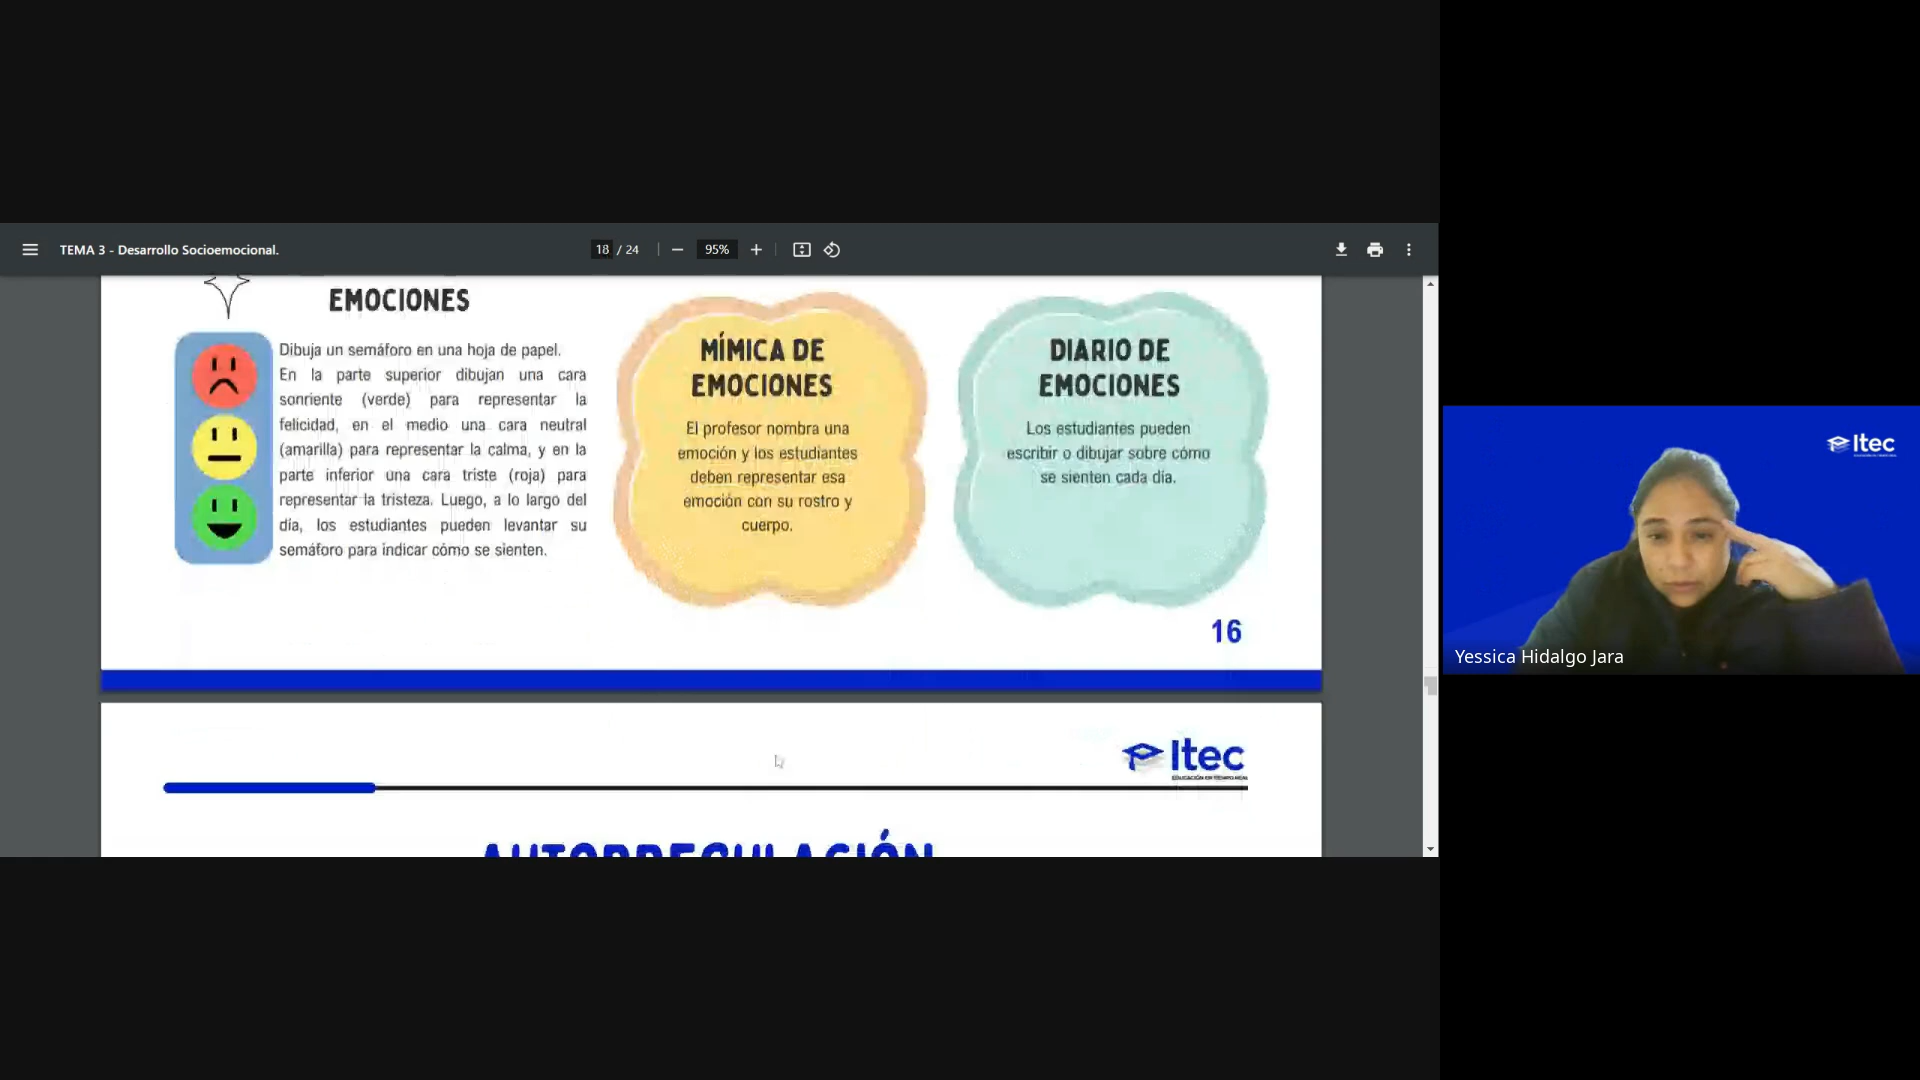 TEMA 3 - Desarrollo Socioemocional.
18 / 24
95%
EMOCIONES
Dibuja un semáforo en una hoja de papel.
En la parte superior dibujan una cara
sonriente (verde) para representar la
felicidad, en el medio una cara neutral
(amarilla) para representar la calma, y en la
parte inferior una cara triste (roja) para
representar la tristeza. Luego, a lo largo del
día, los estudiantes pueden levantar su
semáforo para indicar cómo se sienten.
MÍMICA DE
EMOCIONES
El profesor nombra una
emoción y los estudiantes
deben representar esa
emoción con su rostro y
cuerpo.
DIARIO DE
EMOCIONES
Los estudiantes pueden
escribir o dibujar sobre cómo
se sienten cada día.
16
Itec
EDUCACIÓN EN TIEMPO REAL
AUTORREGULACIÓN
Itec
Yessica Hidalgo Jara